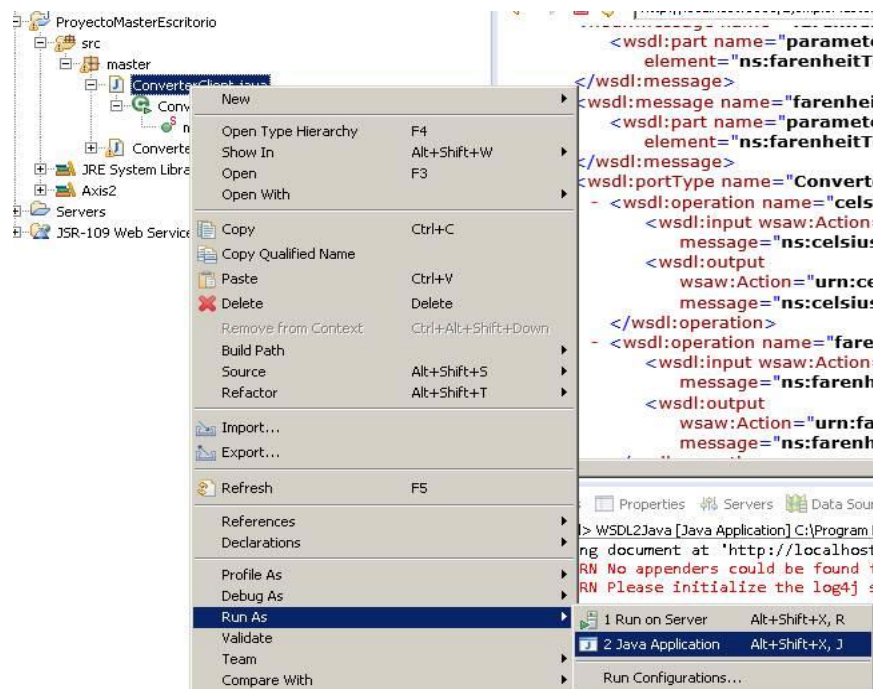 ProyectoMasterEscritorio
src
master
ConverterClient.java
JRE System Libra
Axis2
Servers
JSR-109 Web Service
New
Open Type Hierarchy F4
Show In Alt+Shift+W
Open F3
Open With
Copy Ctrl+C
Copy Qualified Name
Paste Ctrl+V
Delete Delete
Remove from Context Ctrl+Alt+Shift+Down
Build Path
Source Alt+Shift+S
Refactor Alt+Shift+T
Import...
Export...
Refresh F5
References
Declarations
Profile As
Debug As
Run As
Validate
Team
Compare With
1 Run on Server Alt+Shift+X, R
2 Java Application Alt+Shift+X, J
Run Configurations...
<wsdl:part name="paramete
element="ns:farenheitT
</wsdl:message>
<wsdl:message name="farenhei
<wsdl:part name="paramete
element="ns:farenheitT
</wsdl:message>
<wsdl:portType name="Converte
- <wsdl:operation name="cels
<wsdl:input wsaw:Action=
message="ns:celsius
<wsdl:output
wsaw:Action="urn:ce
message="ns:celsius
</wsdl:operation>
- <wsdl:operation name="fare
<wsdl:input wsaw:Action=
message="ns:farenh
<wsdl:output
wsaw:Action="urn:fa
message="ns:farenh
Properties Servers Data Sour
WSDL2Java [Java Application] C:\Program
ng document at 'http://localhost
RN No appenders could be found
RN Please initialize the log4j s